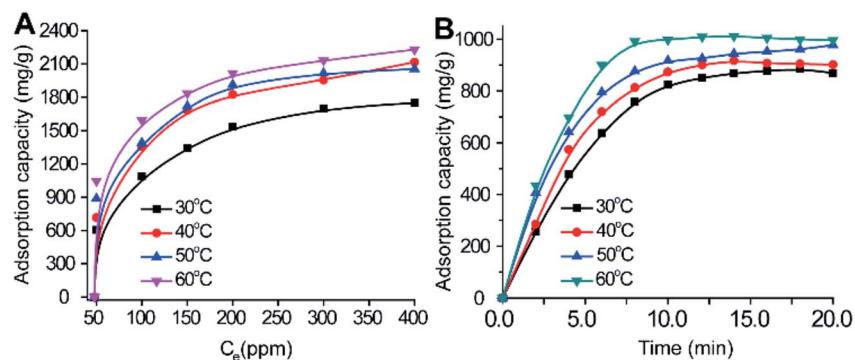 A
Adsorption capacity (mg/g)
2400
2100
1800
1500
1200
900
600
300
0
30°C
40°C
50°C
60°C
50 100 150 200 300 400
Cₑ(ppm)
B
Adsorption capacity (mg/g)
1000
800
600
400
200
0
30°C
40°C
50°C
60°C
0.0 5.0 10.0 15.0 20.0
Time (min)